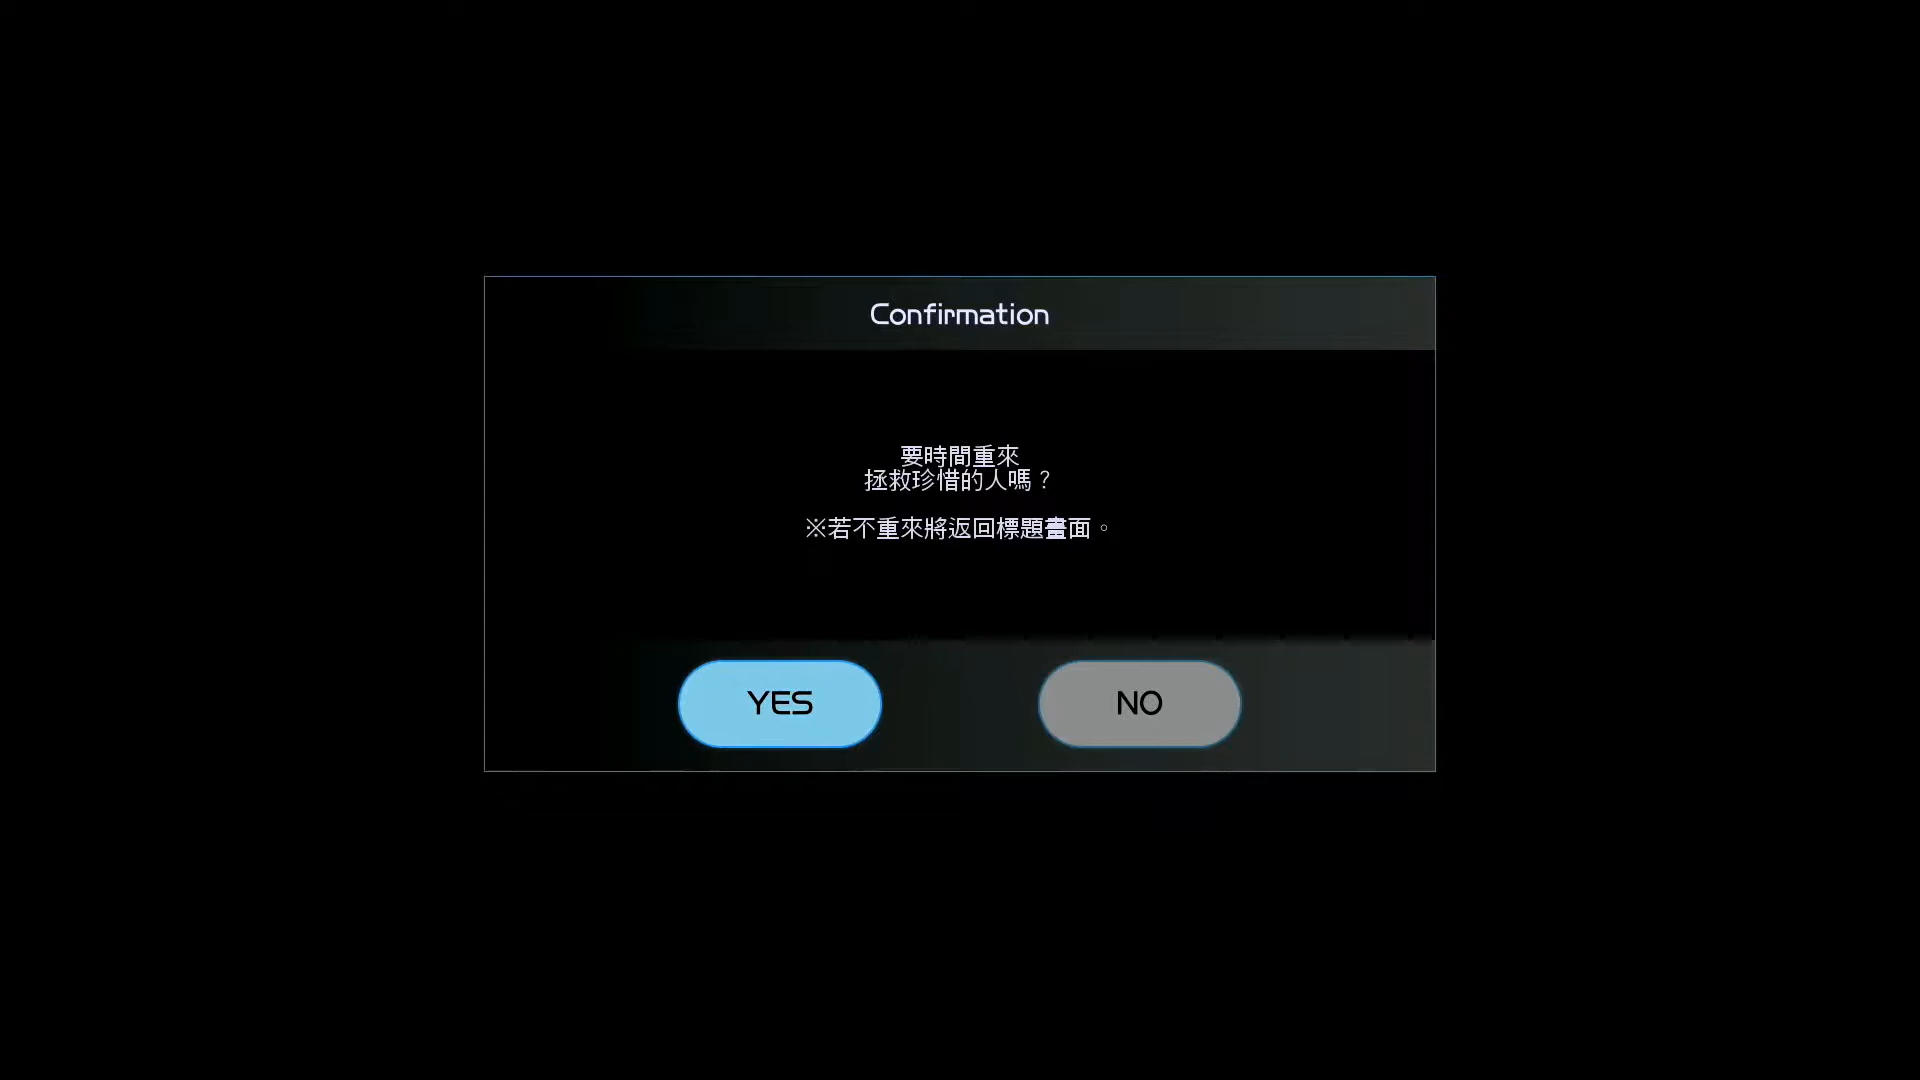 Confirmation
要時間重來
拯救珍惜的人嗎？
※若不重來將返回標題畫面。
YES
NO